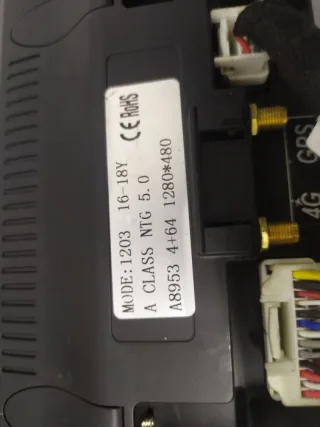 MODE:1203 16-18Y
A CLASS NTG 5.0
A8953 4+64 1280*480
CE RoHS
GPS
4G